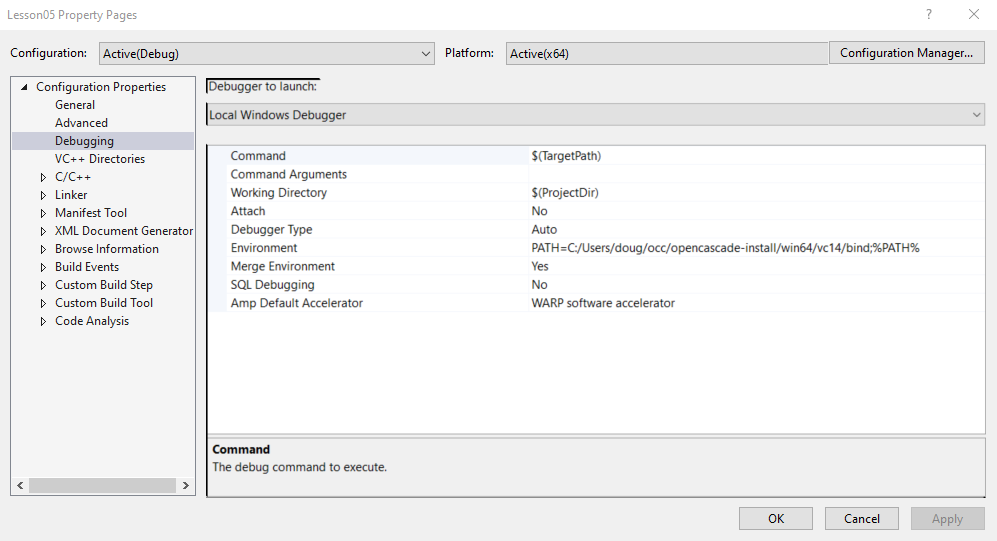 Lesson05 Property Pages
? ×
Configuration: Active(Debug) Platform: Active(x64) Configuration Manager...
Configuration Properties
General
Advanced
Debugging
VC++ Directories
C/C++
Linker
Manifest Tool
XML Document Generator
Browse Information
Build Events
Custom Build Step
Custom Build Tool
Code Analysis
Debugger to launch:
Local Windows Debugger
Command $(TargetPath)
Command Arguments
Working Directory $(ProjectDir)
Attach No
Debugger Type Auto
Environment PATH=C:/Users/doug/occ/opencascade-install/win64/vc14/bind;%PATH%
Merge Environment Yes
SQL Debugging No
Amp Default Accelerator WARP software accelerator
Command
The debug command to execute.
OK Cancel Apply